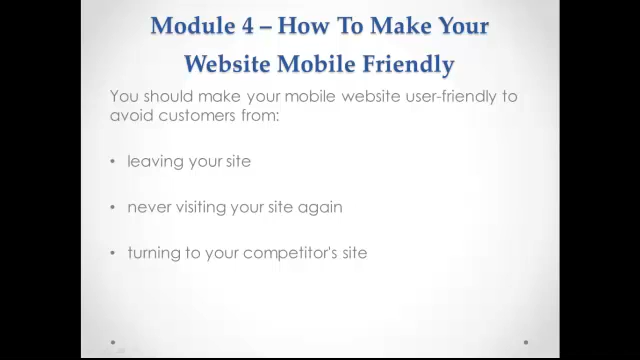 Module 4 – How To Make Your
Website Mobile Friendly
You should make your mobile website user-friendly to
avoid customers from:
• leaving your site
• never visiting your site again
• turning to your competitor's site